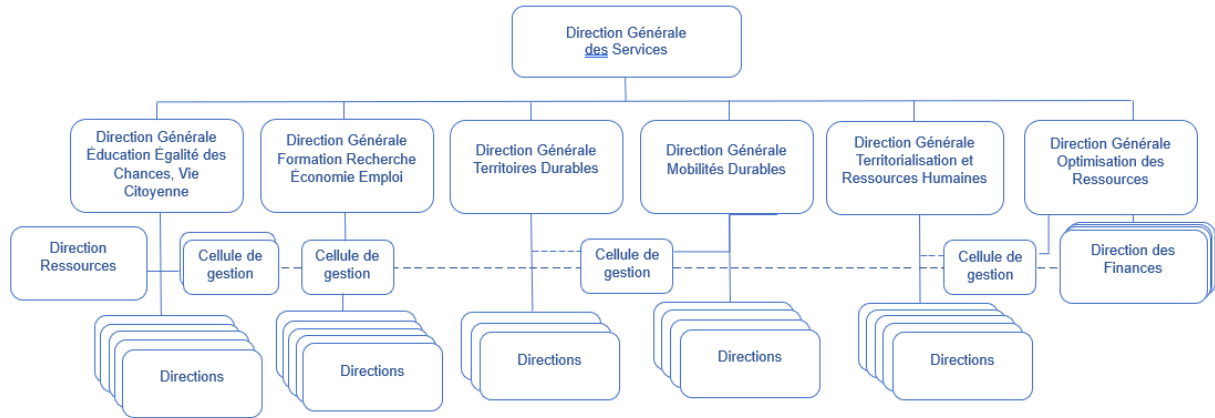 Direction Générale
des Services
Direction Générale
Éducation Égalité des
Chances, Vie
Citoyenne
Direction Générale
Formation Recherche
Économie Emploi
Direction Générale
Territoires Durables
Direction Générale
Mobilités Durables
Direction Générale
Territorialisation et
Ressources Humaines
Direction Générale
Optimisation des
Ressources
Direction
Ressources
Cellule de
gestion
Cellule de
gestion
Cellule de
gestion
Cellule de
gestion
Direction des
Finances
Directions
Directions
Directions
Directions
Directions